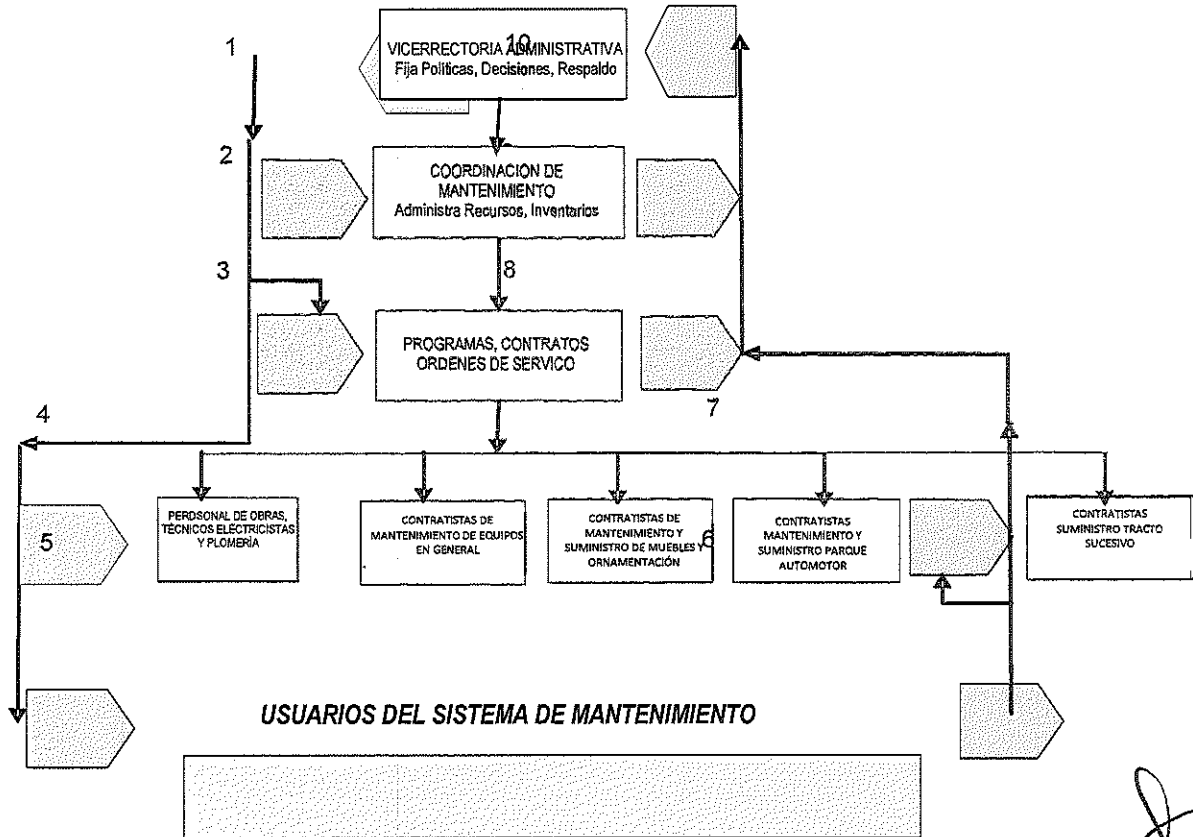 1
10
VICERRECTORIA ADMINISTRATIVA
Fija Politicas, Decisiones, Respaldo
2
COORDINACION DE
MANTENIMIENTO
Administra Recursos, Inventarios
3
8
PROGRAMAS, CONTRATOS
ORDENES DE SERVICO
7
4
5
PERDSONAL DE OBRAS,
TÉCNICOS ELECTRICISTAS
Y PLOMERÍA
CONTRATISTAS DE
MANTENIMIENTO DE EQUIPOS
EN GENERAL
CONTRATISTAS DE
MANTENIMIENTO Y
SUMINISTRO DE MUEBLES Y
ORNAMENTACIÓN
6
CONTRATISTAS
MANTENIMIENTO Y
SUMINISTRO PARQUE
AUTOMOTOR
CONTRATISTAS
SUMINISTRO TRACTO
SUCESIVO
USUARIOS DEL SISTEMA DE MANTENIMIENTO